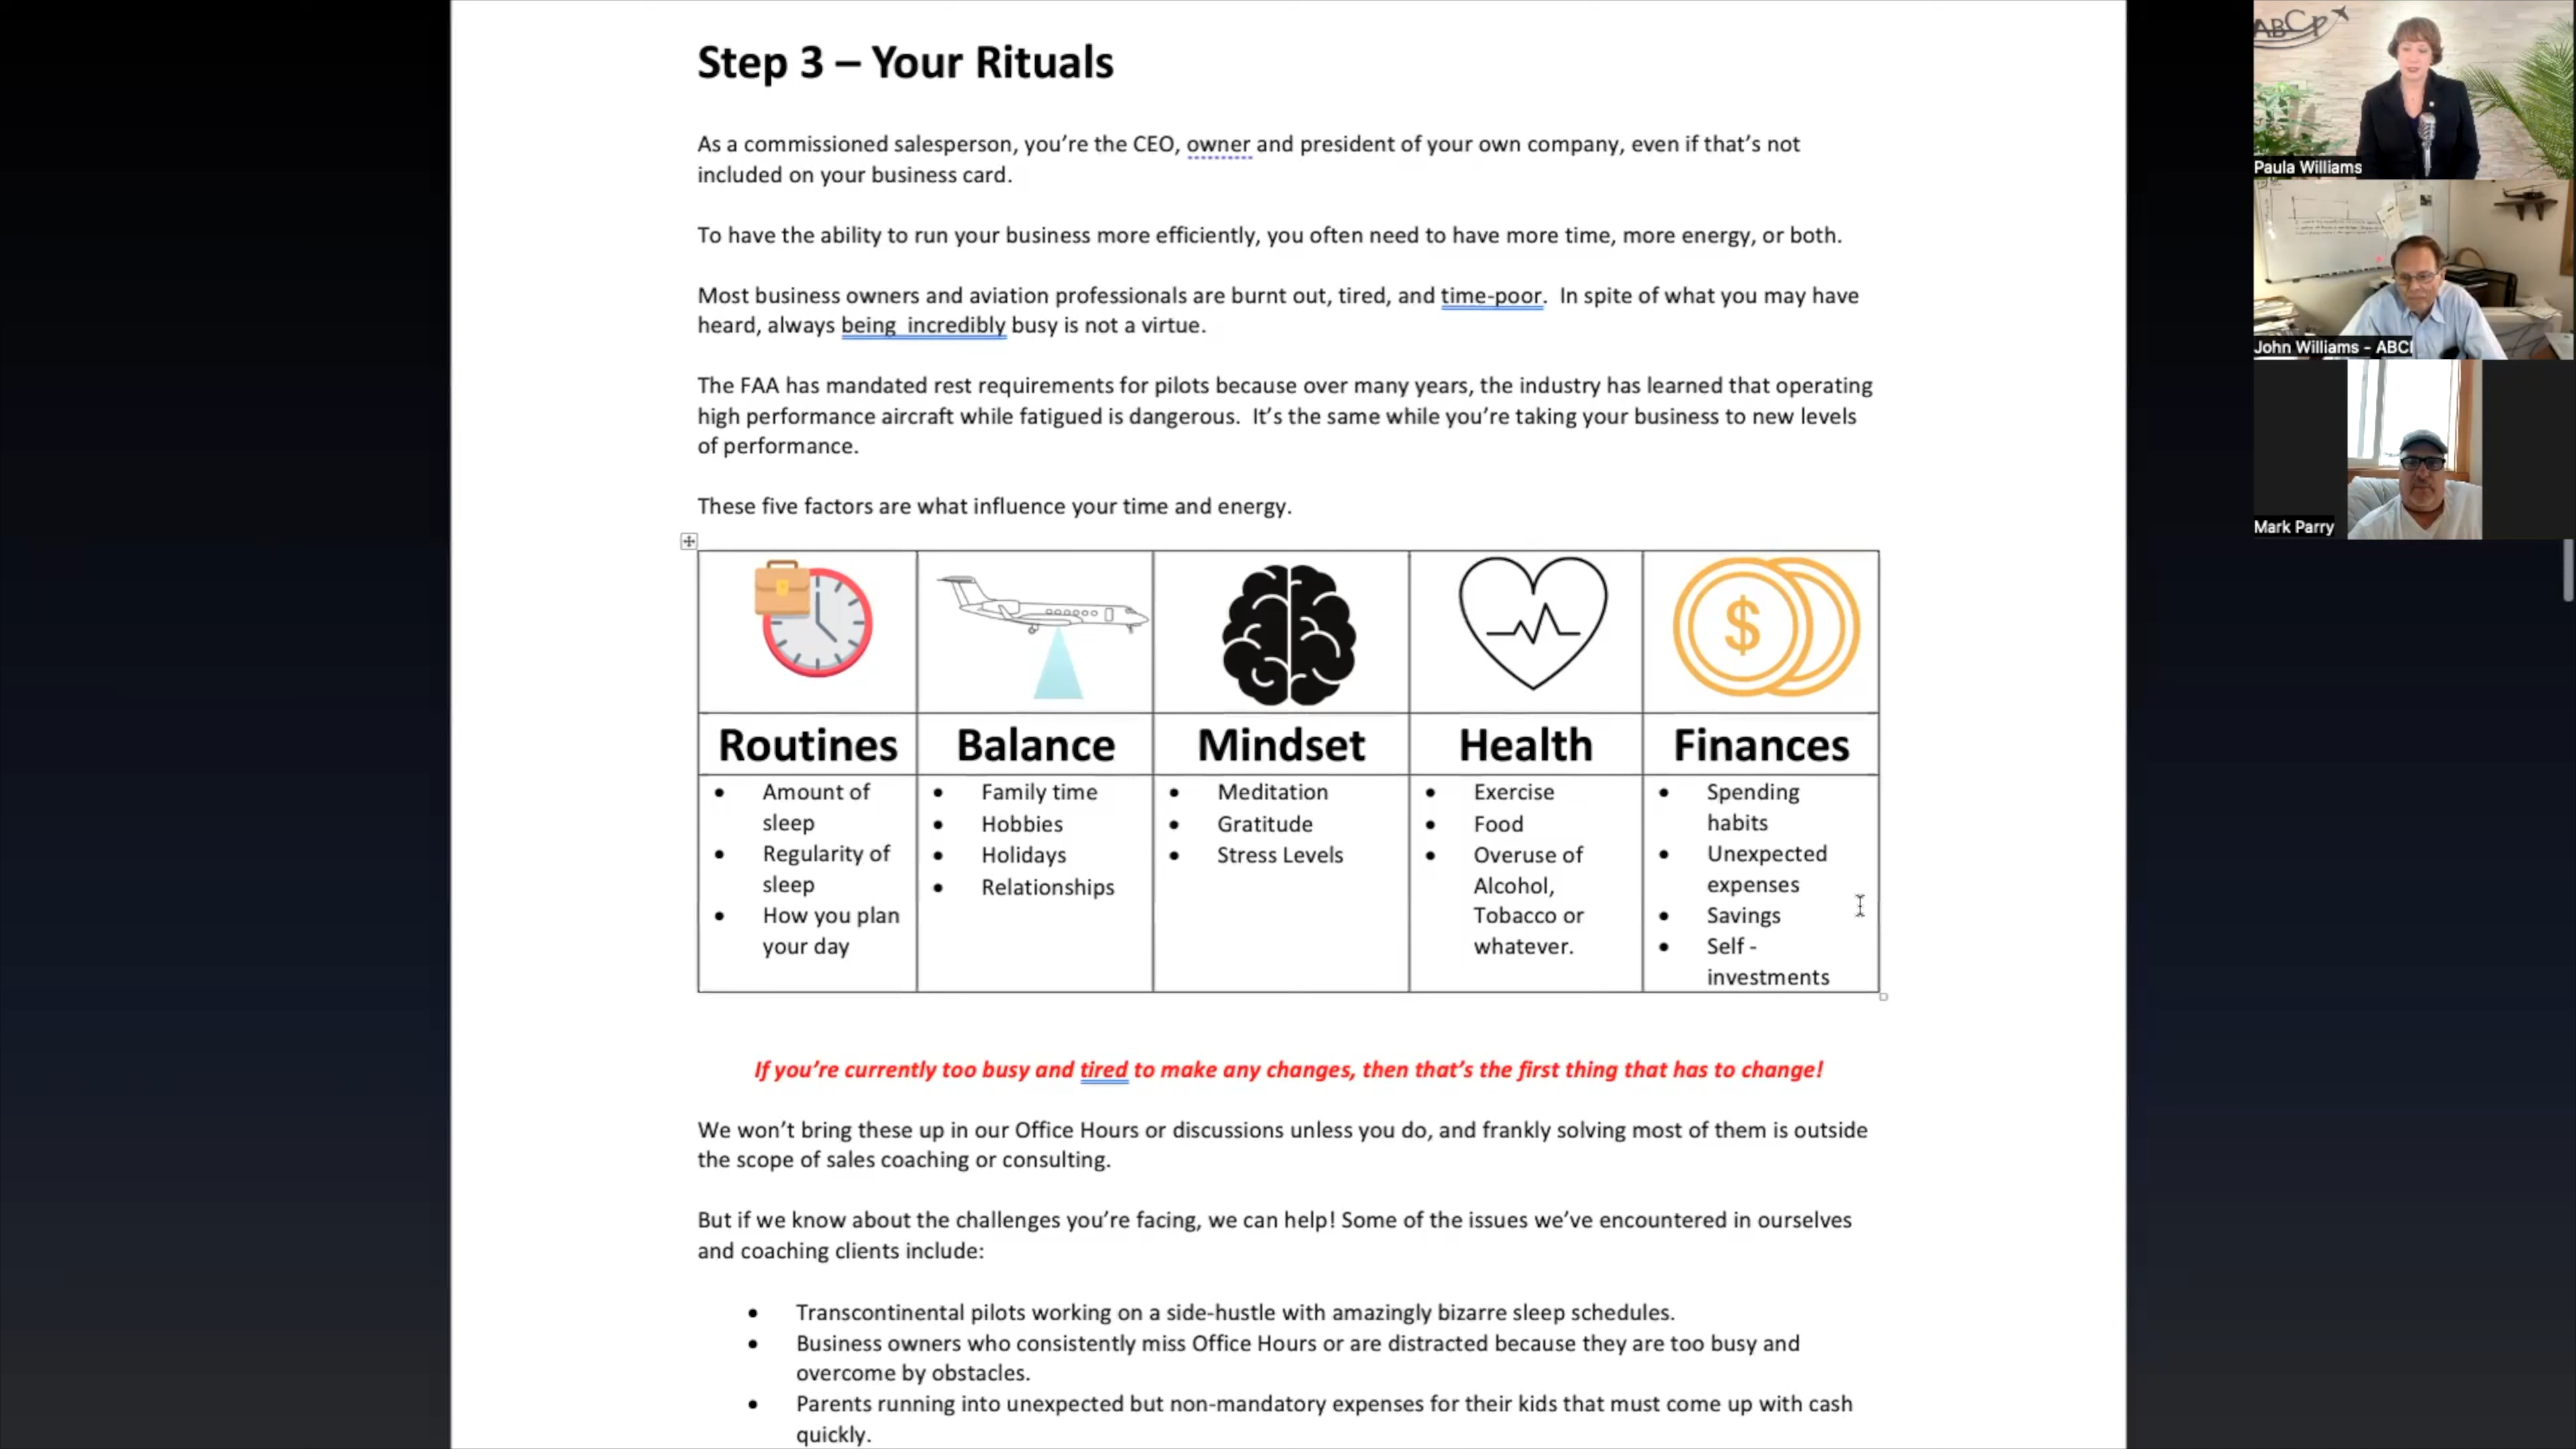 Step 3 – Your Rituals
As a commissioned salesperson, you’re the CEO, owner and president of your own company, even if that’s not
included on your business card.
To have the ability to run your business more efficiently, you often need to have more time, more energy, or both.
Most business owners and aviation professionals are burnt out, tired, and time-poor.  In spite of what you may have
heard, always being  incredibly busy is not a virtue.
The FAA has mandated rest requirements for pilots because over many years, the industry has learned that operating
high performance aircraft while fatigued is dangerous.  It’s the same while you’re taking your business to new levels
of performance.
These five factors are what influence your time and energy.
$
Routines
Balance
Mindset
Health
Finances
• Amount of
sleep
• Regularity of
sleep
• How you plan
your day
• Family time
• Hobbies
• Holidays
• Relationships
• Meditation
• Gratitude
• Stress Levels
• Exercise
• Food
• Overuse of
Alcohol,
Tobacco or
whatever.
• Spending
habits
• Unexpected
expenses
• Savings
• Self -
investments
If you’re currently too busy and tired to make any changes, then that’s the first thing that has to change!
We won’t bring these up in our Office Hours or discussions unless you do, and frankly solving most of them is outside
the scope of sales coaching or consulting.
But if we know about the challenges you’re facing, we can help! Some of the issues we’ve encountered in ourselves
and coaching clients include:
• Transcontinental pilots working on a side-hustle with amazingly bizarre sleep schedules.
• Business owners who consistently miss Office Hours or are distracted because they are too busy and
overcome by obstacles.
• Parents running into unexpected but non-mandatory expenses for their kids that must come up with cash
quickly.
Paula Williams
John Williams - ABCI
Mark Parry